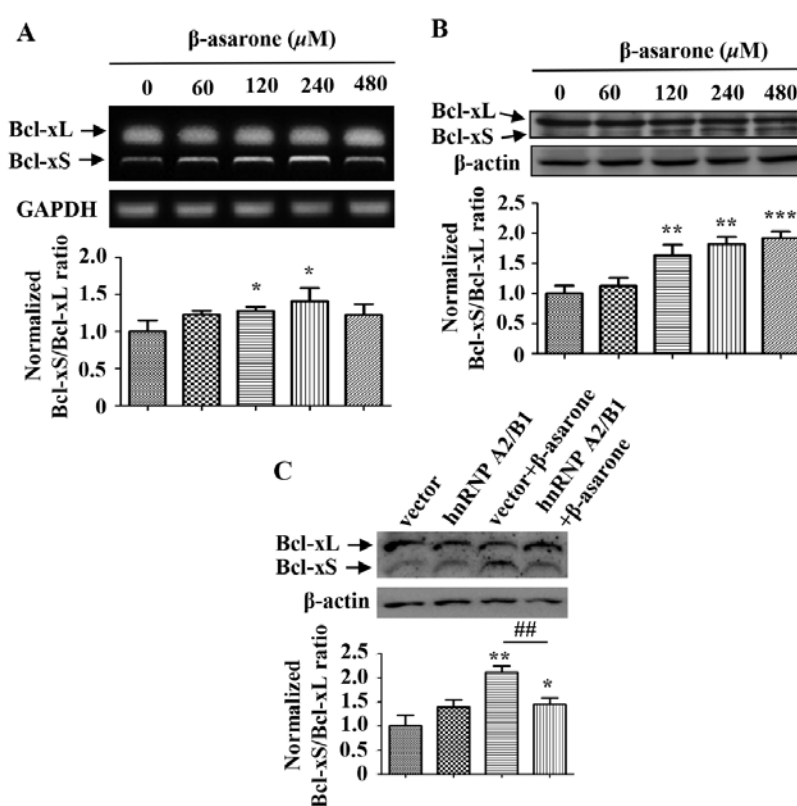 A
β-asarone (μM)
0 60 120 240 480
Bcl-xL
Bcl-xS
GAPDH
Normalized
Bcl-xS/Bcl-xL ratio
2.0
1.5
1.0
0.5
0
* *
B
β-asarone (μM)
0 60 120 240 480
Bcl-xL
Bcl-xS
β-actin
Normalized
Bcl-xS/Bcl-xL ratio
2.5
2.0
1.5
1.0
0.5
0
** ** ***
C
vector
hnRNP A2/B1
vector+β-asarone
hnRNP A2/B1
+β-asarone
Bcl-xL
Bcl-xS
β-actin
Normalized
Bcl-xS/Bcl-xL ratio
2.5
2.0
1.5
1.0
0.5
0
##
** *